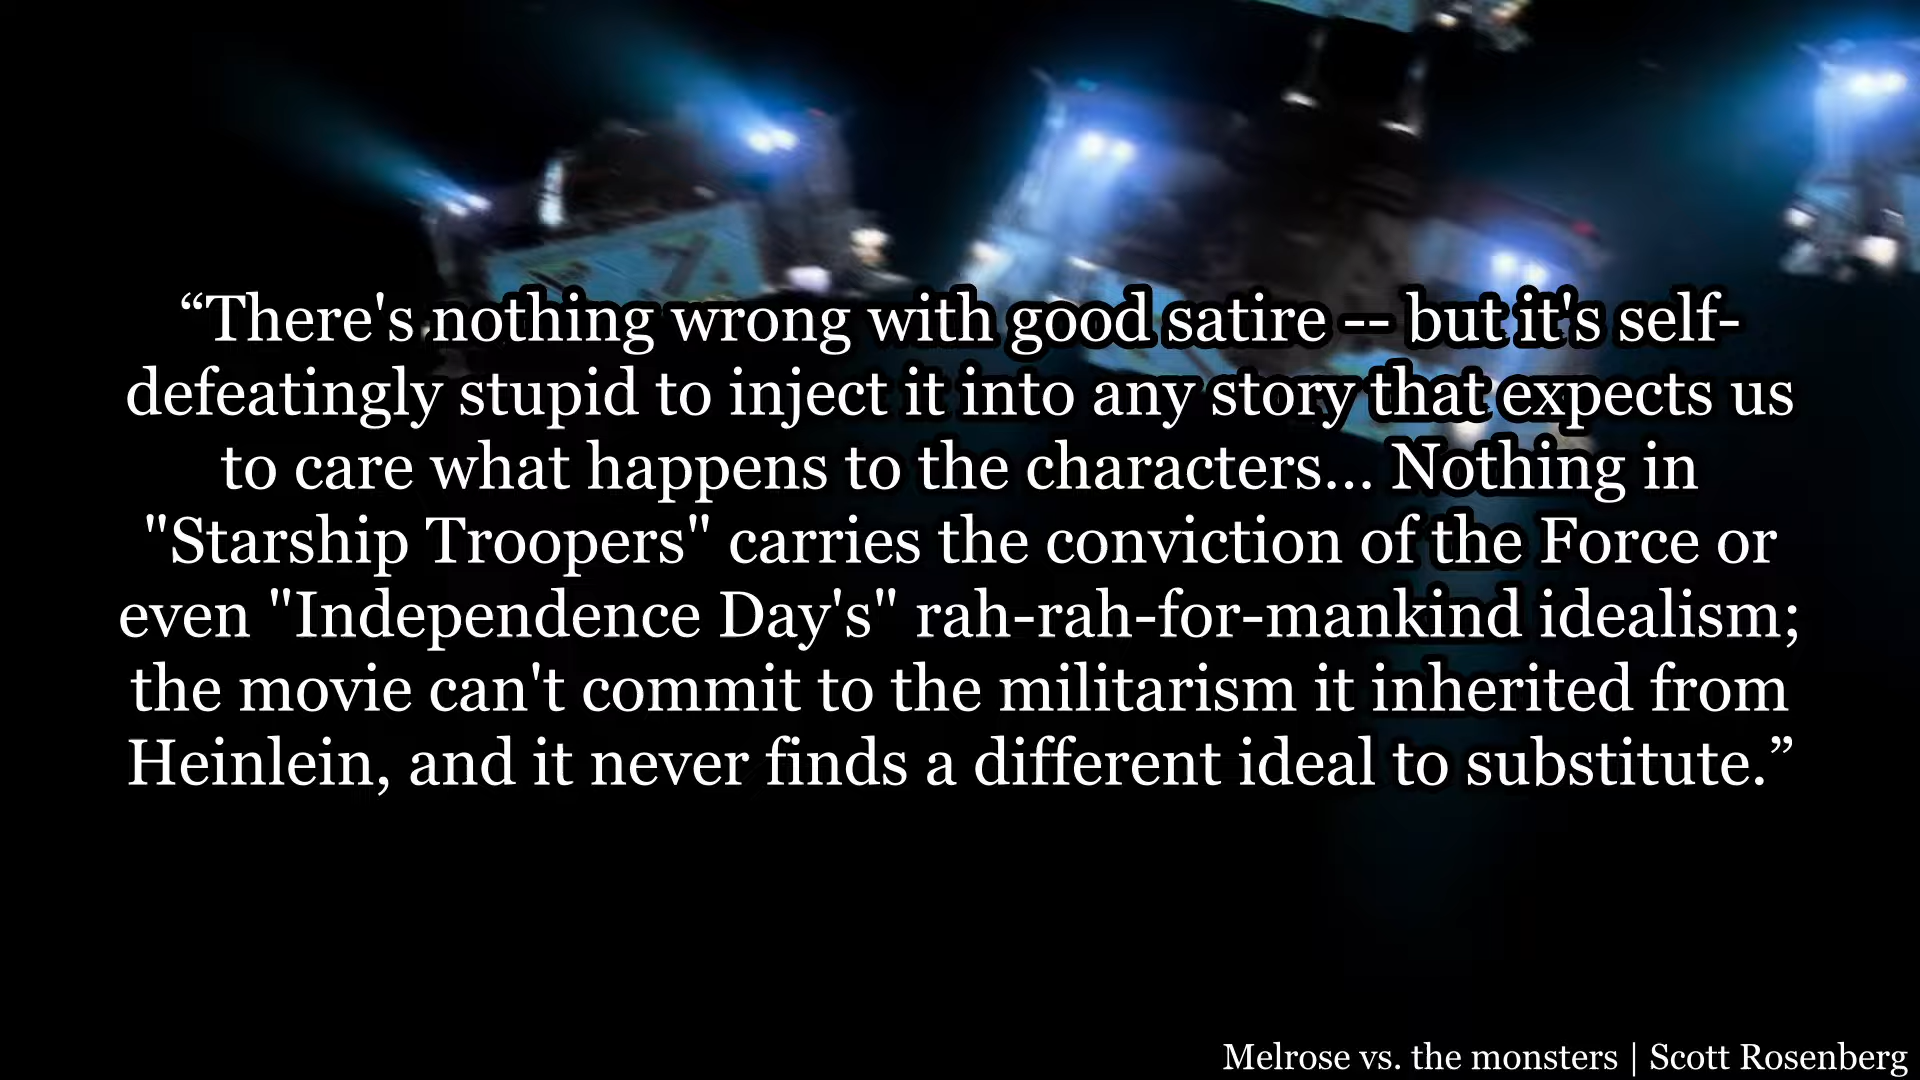 “There's nothing wrong with good satire -- but it's self-
defeatingly stupid to inject it into any story that expects us
to care what happens to the characters... Nothing in
"Starship Troopers" carries the conviction of the Force or
even "Independence Day's" rah-rah-for-mankind idealism;
the movie can't commit to the militarism it inherited from
Heinlein, and it never finds a different ideal to substitute.”
Melrose vs. the monsters | Scott Rosenberg